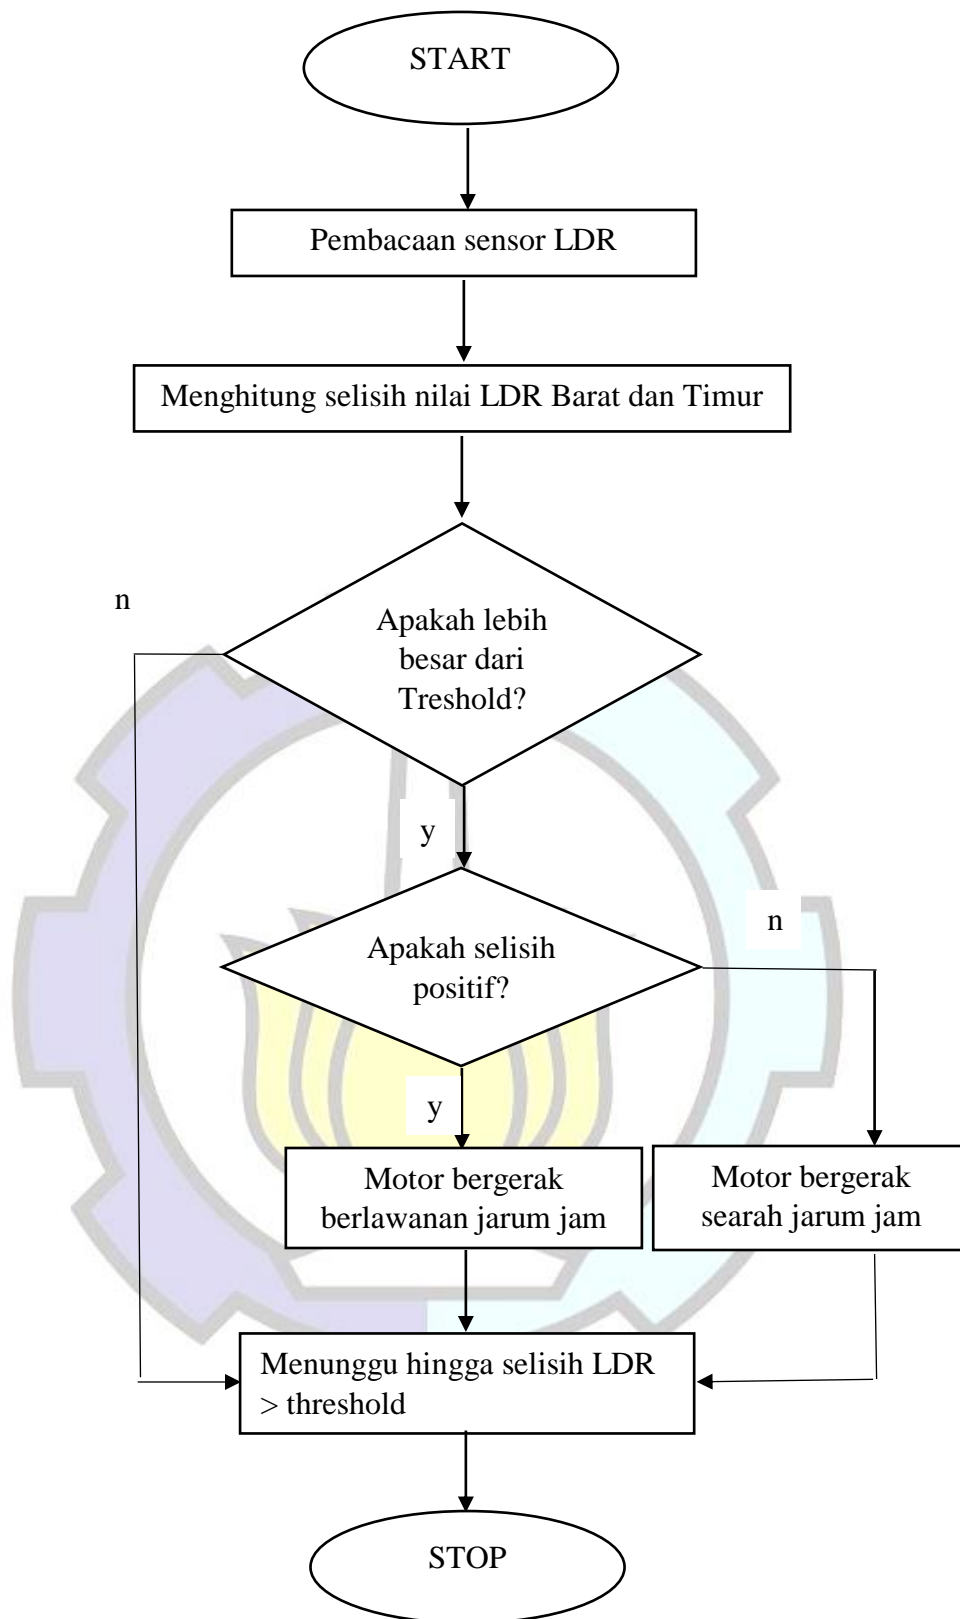 START
Pembacaan sensor LDR
Menghitung selisih nilai LDR Barat dan Timur
n
Apakah lebih
besar dari
Treshold?
y
Apakah selisih
positif?
n
y
Motor bergerak
berlawanan jarum jam
Motor bergerak
searah jarum jam
Menunggu hingga selisih LDR
> threshold
STOP